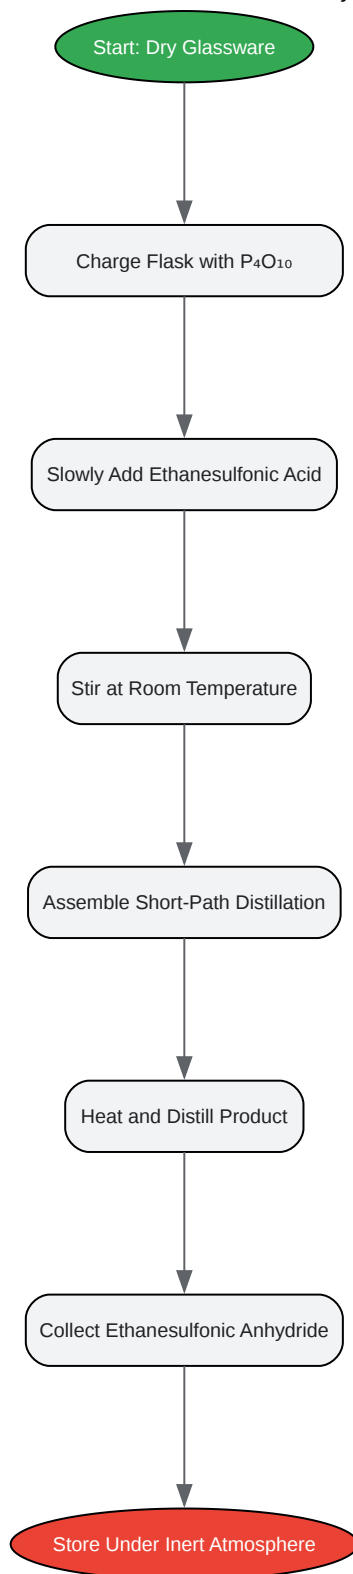 Start: Dry Glassware
Charge Flask with P₄O₁₀
Slowly Add Ethanesulfonic Acid
Stir at Room Temperature
Assemble Short-Path Distillation
Heat and Distill Product
Collect Ethanesulfonic Anhydride
Store Under Inert Atmosphere